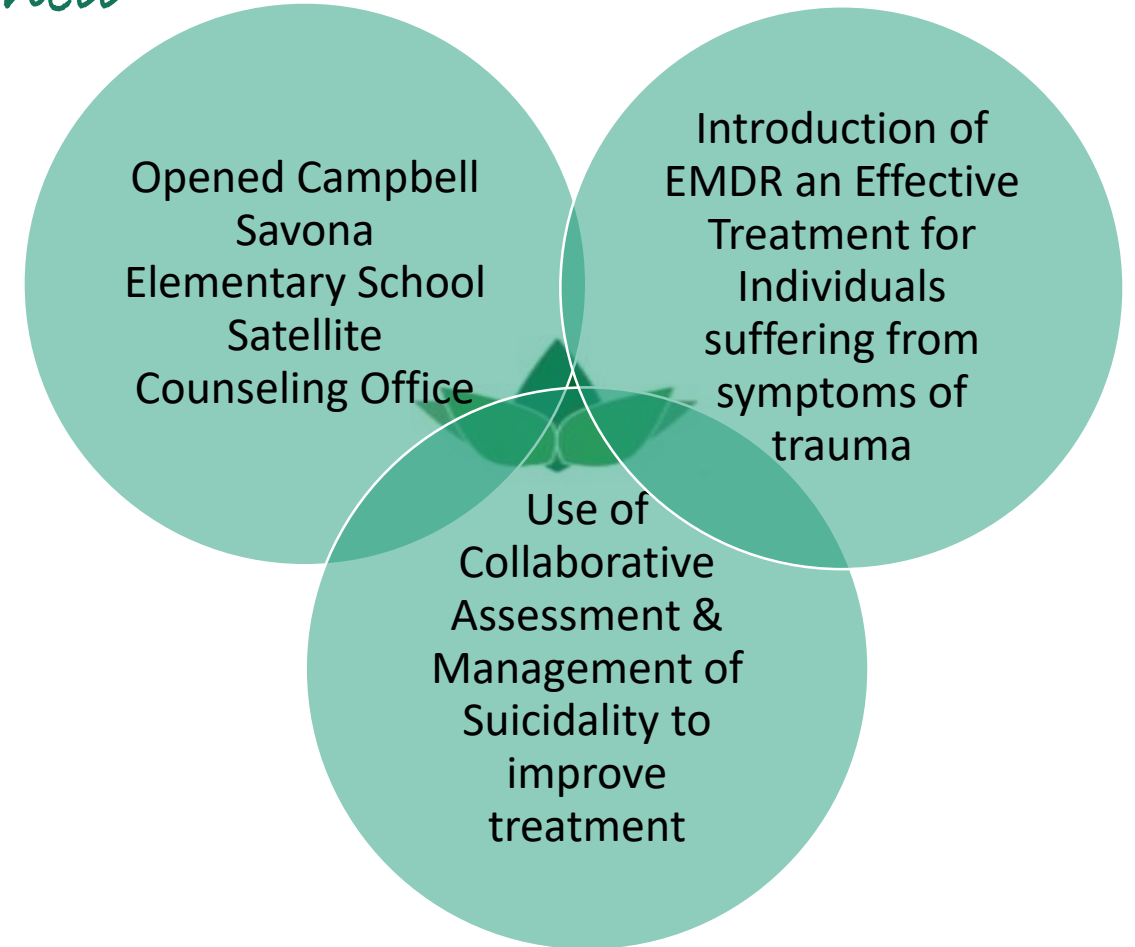 Opened Campbell
Savona
Elementary School
Satellite
Counseling Office
Introduction of
EMDR an Effective
Treatment for
Individuals
suffering from
symptoms of
trauma
Use of
Collaborative
Assessment &
Management of
Suicidality to
improve
treatment